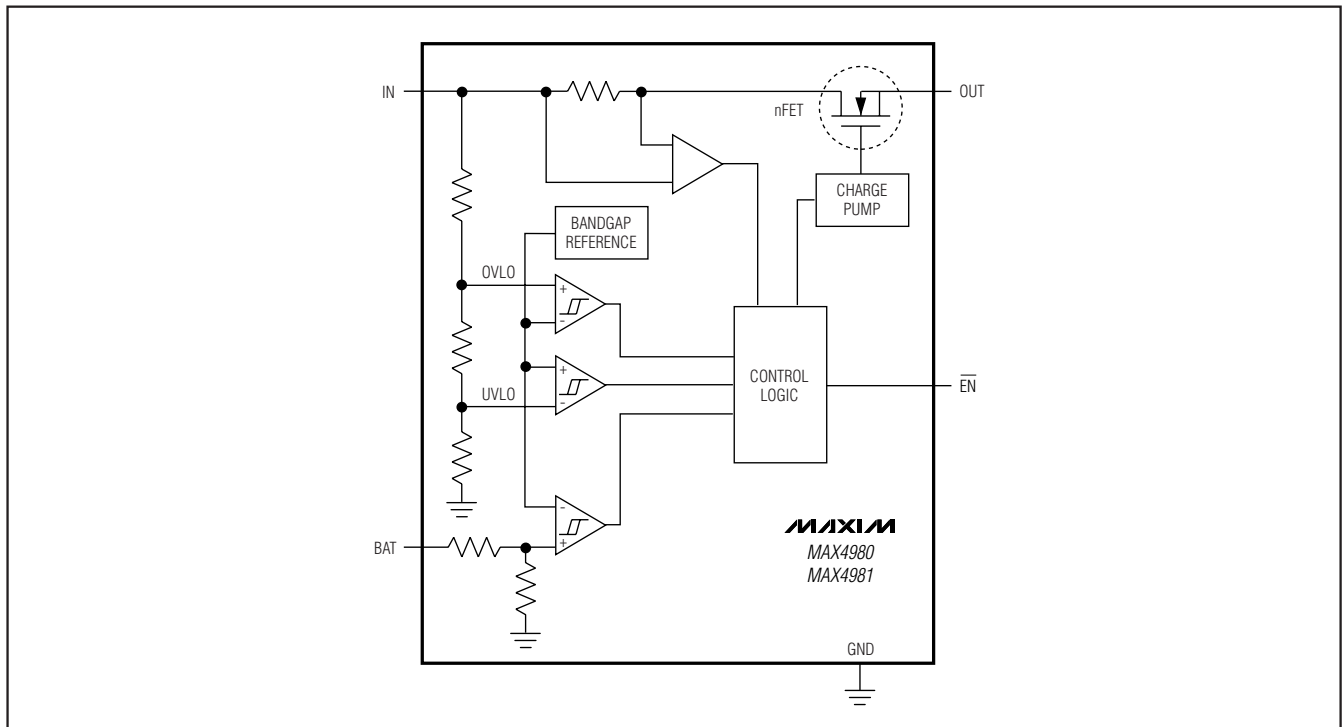 IN
OUT
nFET
CHARGE
PUMP
BANDGAP
REFERENCE
OVLO
+
-
+
UVLO
-
CONTROL
LOGIC
EN
-
+
BAT
MAXIM
MAX4980
MAX4981
GND